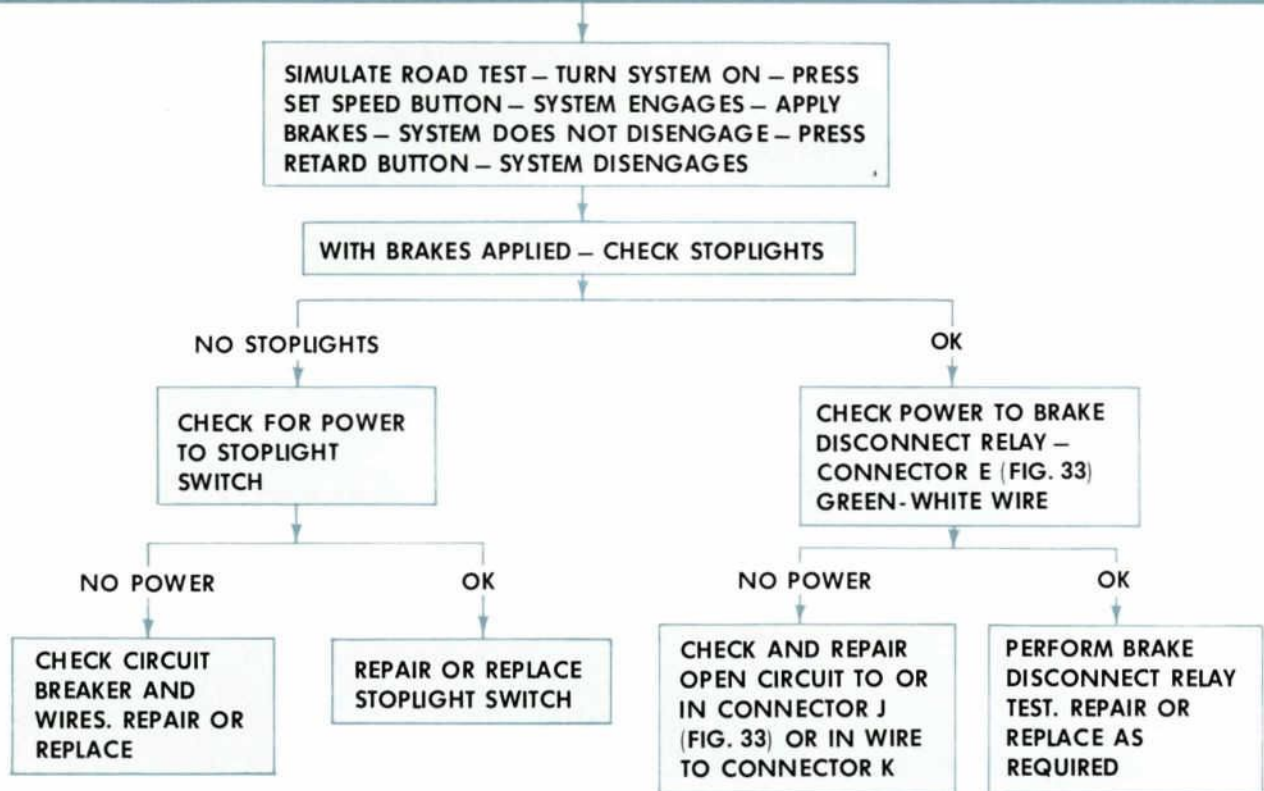 SIMULATE ROAD TEST – TURN SYSTEM ON – PRESS
SET SPEED BUTTON – SYSTEM ENGAGES – APPLY
BRAKES – SYSTEM DOES NOT DISENGAGE – PRESS
RETARD BUTTON – SYSTEM DISENGAGES
WITH BRAKES APPLIED – CHECK STOPLIGHTS
NO STOPLIGHTS
OK
CHECK FOR POWER
TO STOPLIGHT
SWITCH
CHECK POWER TO BRAKE
DISCONNECT RELAY –
CONNECTOR E (FIG. 33)
GREEN-WHITE WIRE
NO POWER
OK
NO POWER
OK
CHECK CIRCUIT
BREAKER AND
WIRES. REPAIR OR
REPLACE
REPAIR OR REPLACE
STOPLIGHT SWITCH
CHECK AND REPAIR
OPEN CIRCUIT TO OR
IN CONNECTOR J
(FIG. 33) OR IN WIRE
TO CONNECTOR K
PERFORM BRAKE
DISCONNECT RELAY
TEST. REPAIR OR
REPLACE AS
REQUIRED